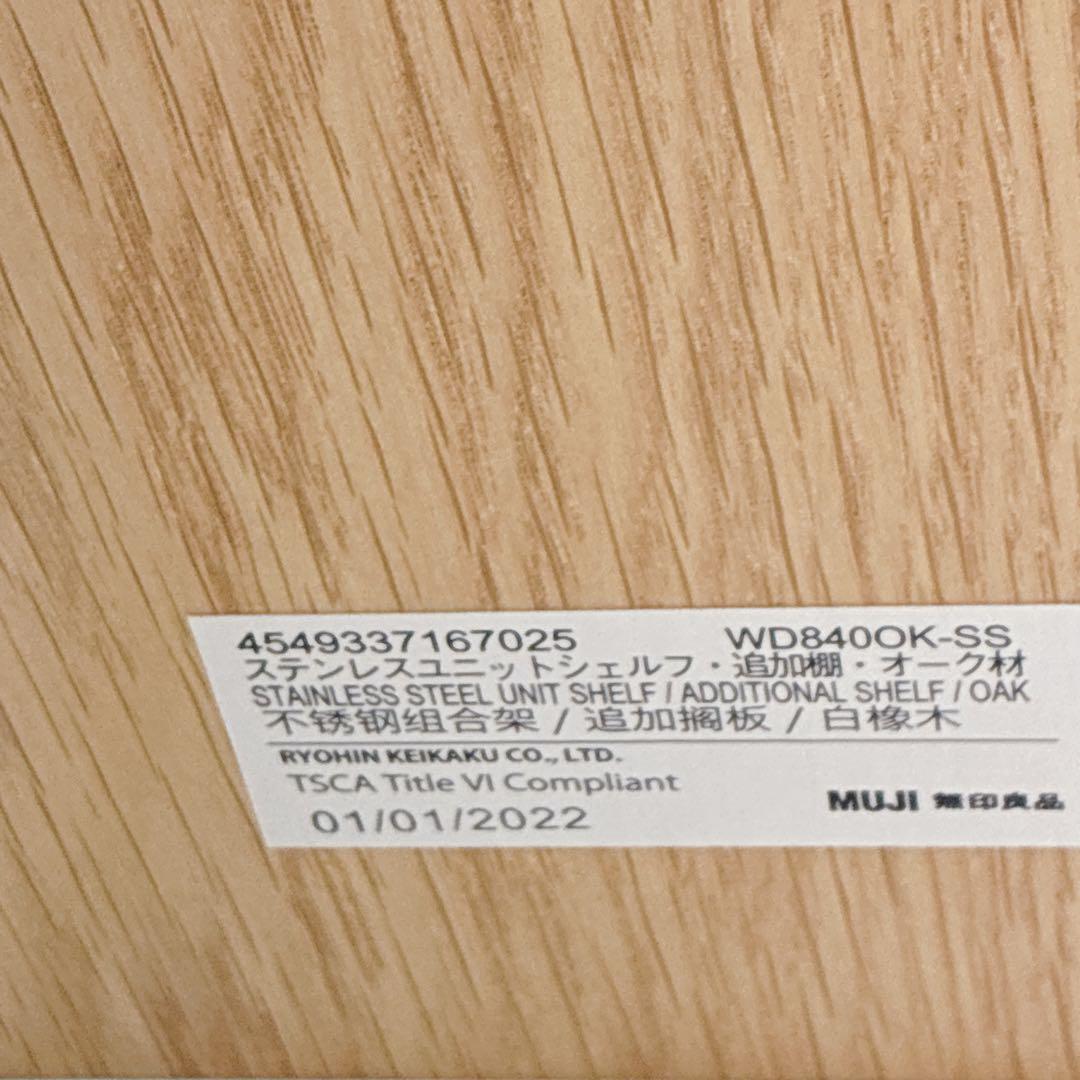 4549337167025 WD840OK-SS
ステンレスユニットシェルフ・追加棚・オーク材
STAINLESS STEEL UNIT SHELF / ADDITIONAL SHELF / OAK
不锈钢组合架 / 追加搁板 / 白橡木
RYOHIN KEIKAKU CO., LTD.
TSCA Title VI Compliant
01/01/2022
MUJI 無印良品